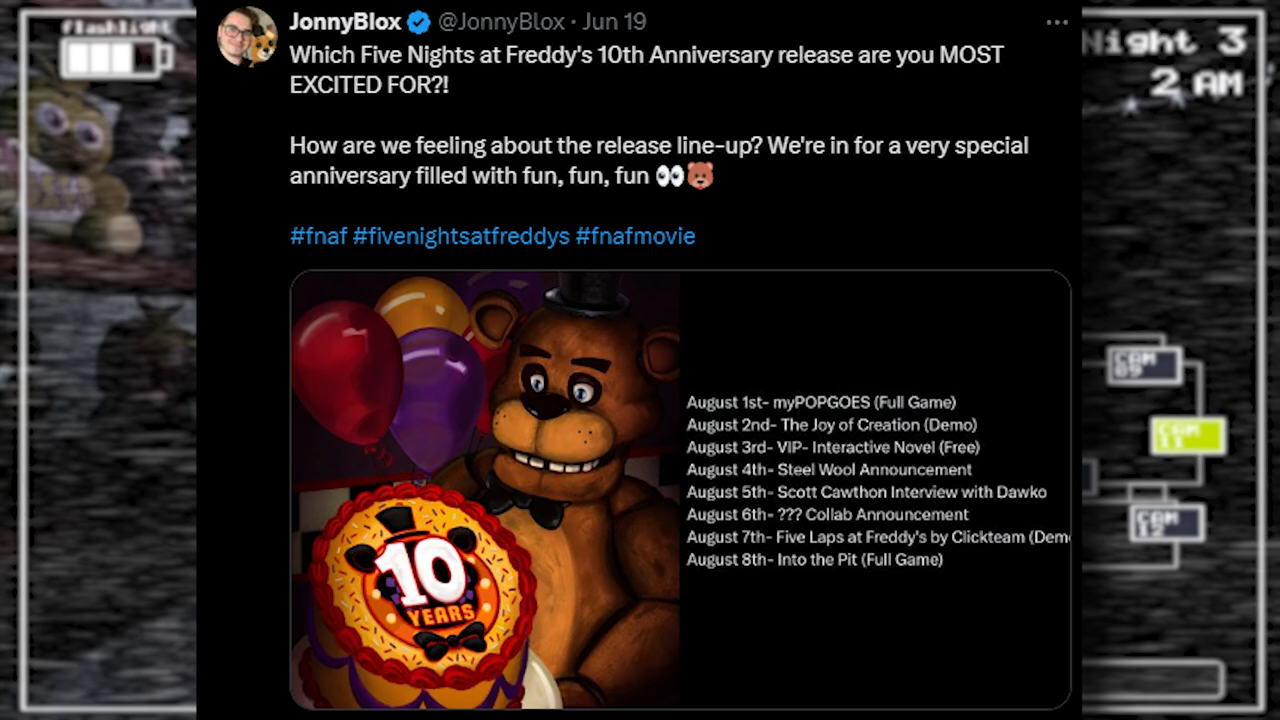 flashlight
Night 3
2 AM
JonnyBlox @JonnyBlox · Jun 19
Which Five Nights at Freddy's 10th Anniversary release are you MOST
EXCITED FOR?!
How are we feeling about the release line-up? We're in for a very special
anniversary filled with fun, fun, fun 👀🐻
#fnaf #fivenightsatfreddys #fnafmovie
10
YEARS
August 1st- myPOPGOES (Full Game)
August 2nd- The Joy of Creation (Demo)
August 3rd- VIP- Interactive Novel (Free)
August 4th- Steel Wool Announcement
August 5th- Scott Cawthon Interview with Dawko
August 6th- ??? Collab Announcement
August 7th- Five Laps at Freddy's by Clickteam (Dem
August 8th- Into the Pit (Full Game)
CAM
09
CAM
11
CAM
12